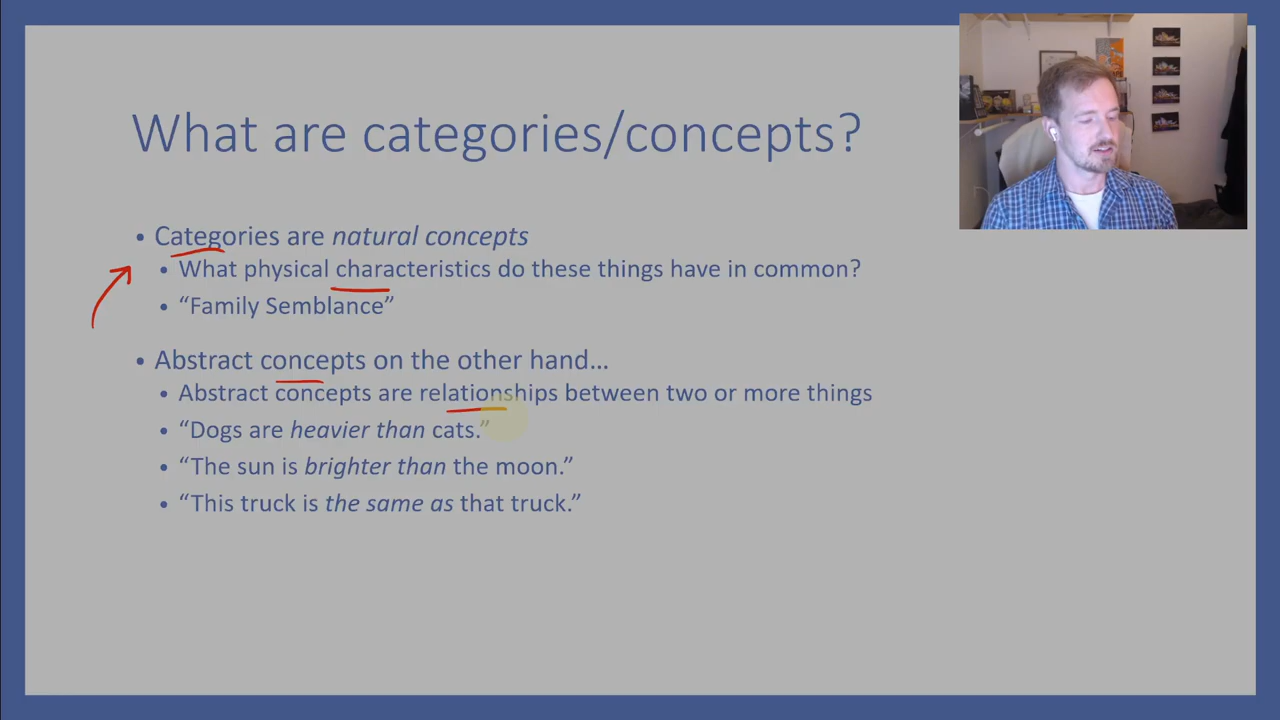 What are categories/concepts?
• Categories are natural concepts
• What physical characteristics do these things have in common?
• “Family Semblance”
• Abstract concepts on the other hand…
• Abstract concepts are relationships between two or more things
• “Dogs are heavier than cats.”
• “The sun is brighter than the moon.”
• “This truck is the same as that truck.”